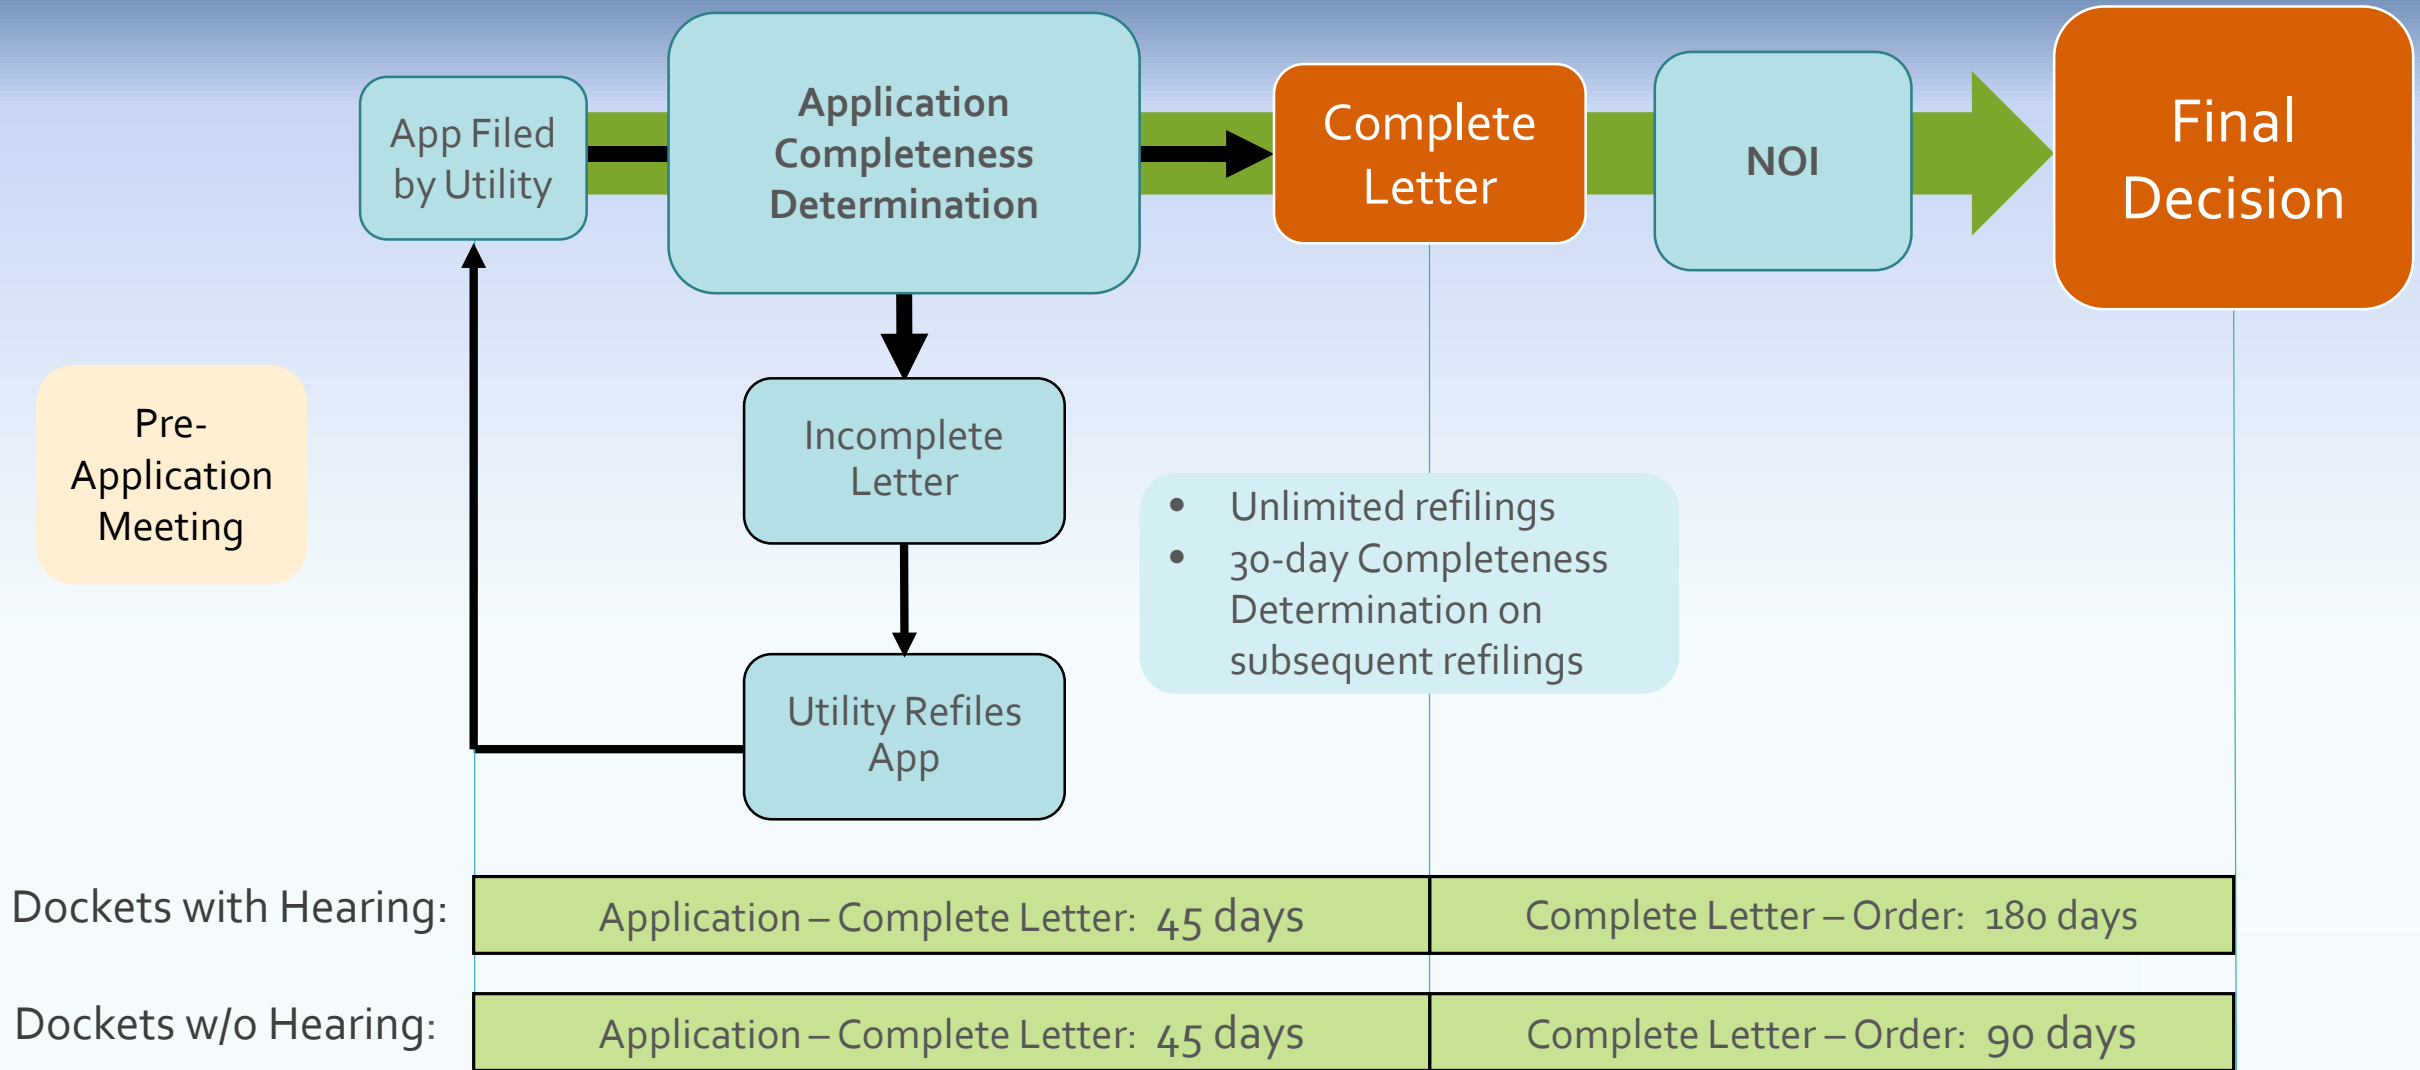 App Filed
by Utility
Application
Completeness
Determination
Complete
Letter
NOI
Final
Decision
Pre-
Application
Meeting
Incomplete
Letter
• Unlimited refilings
• 30-day Completeness
Determination on
subsequent refilings
Utility Refiles
App
Dockets with Hearing:
Application – Complete Letter: 45 days
Complete Letter – Order: 180 days
Dockets w/o Hearing:
Application – Complete Letter: 45 days
Complete Letter – Order: 90 days